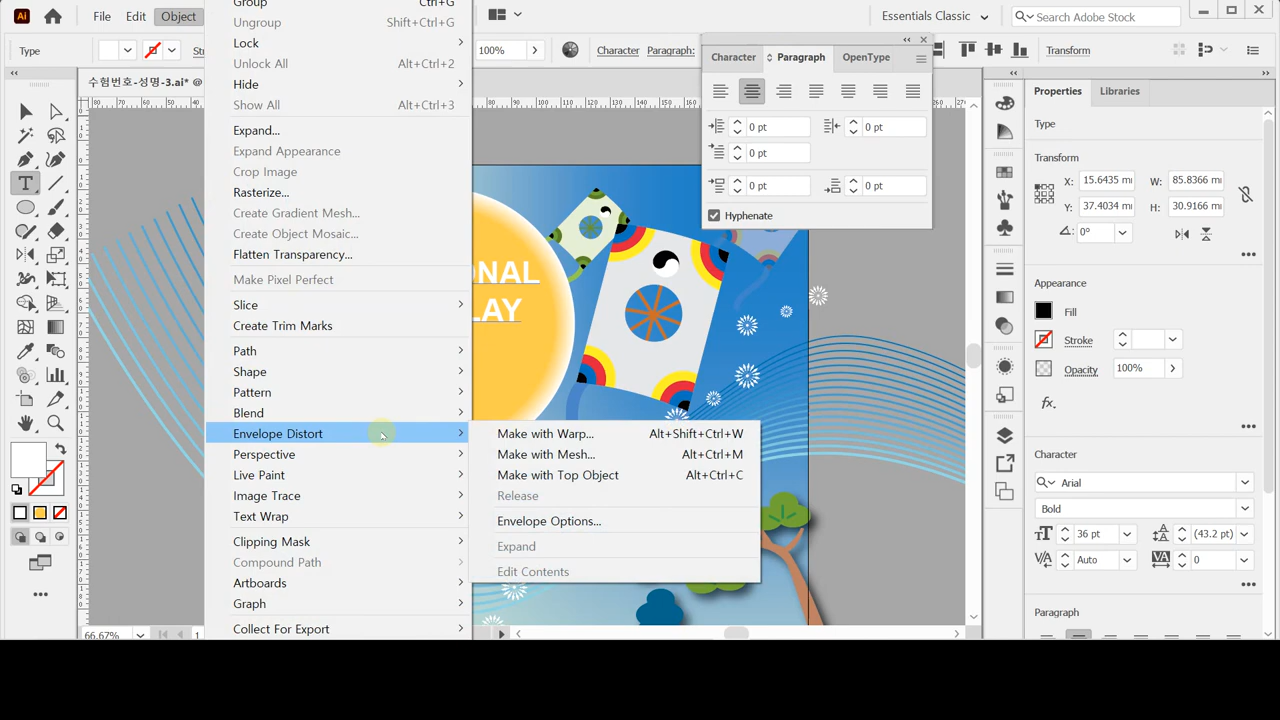 File Edit Object
Essentials Classic
Search Adobe Stock
Type
100%
Character
Paragraph:
Transform
수험번호-성명-3.ai* @
Group Ctrl+G
Ungroup Shift+Ctrl+G
Lock
Unlock All Alt+Ctrl+2
Hide
Show All Alt+Ctrl+3
Expand...
Expand Appearance
Crop Image
Rasterize...
Create Gradient Mesh...
Create Object Mosaic...
Flatten Transparency...
Make Pixel Perfect
Slice
Create Trim Marks
Path
Shape
Pattern
Blend
Envelope Distort
Perspective
Live Paint
Image Trace
Text Wrap
Clipping Mask
Compound Path
Artboards
Graph
Collect For Export
Make with Warp... Alt+Shift+Ctrl+W
Make with Mesh... Alt+Ctrl+M
Make with Top Object Alt+Ctrl+C
Release
Envelope Options...
Expand
Edit Contents
Character Paragraph OpenType
0 pt 0 pt
0 pt
0 pt 0 pt
Hyphenate
ONAL
LAY
Properties Libraries
Type
Transform
X: 15.6435 m W: 85.8366 m
Y: 37.4034 m H: 30.9166 m
0°
Appearance
Fill
Stroke
Opacity 100%
fx.
Character
Arial
Bold
36 pt (43.2 pt)
Auto 0
Paragraph
66.67% 1